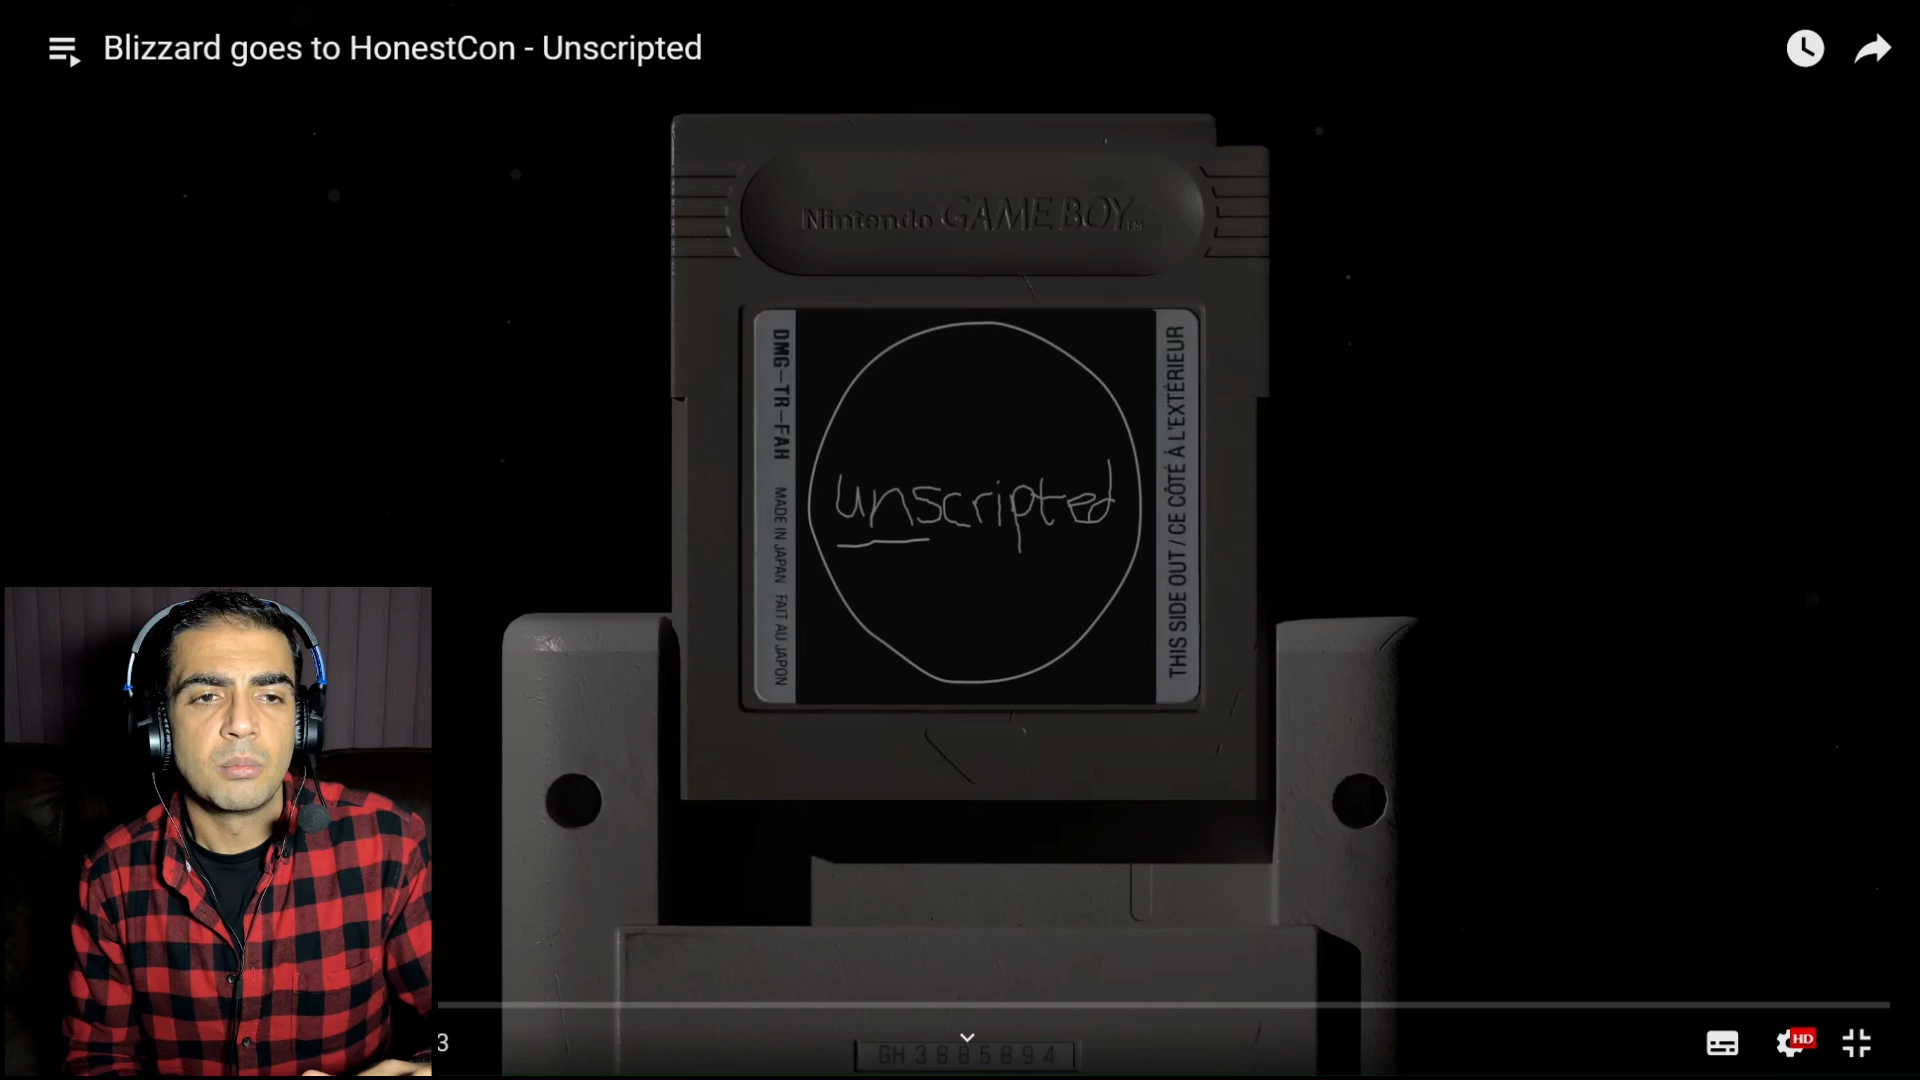 Blizzard goes to HonestCon - Unscripted
Nintendo GAME BOY TM
DMG-TR-FAH MADE IN JAPAN FAIT AU JAPON
unscripted
THIS SIDE OUT / CE CÔTÉ À L'EXTÉRIEUR
3
HD
GH 3885894